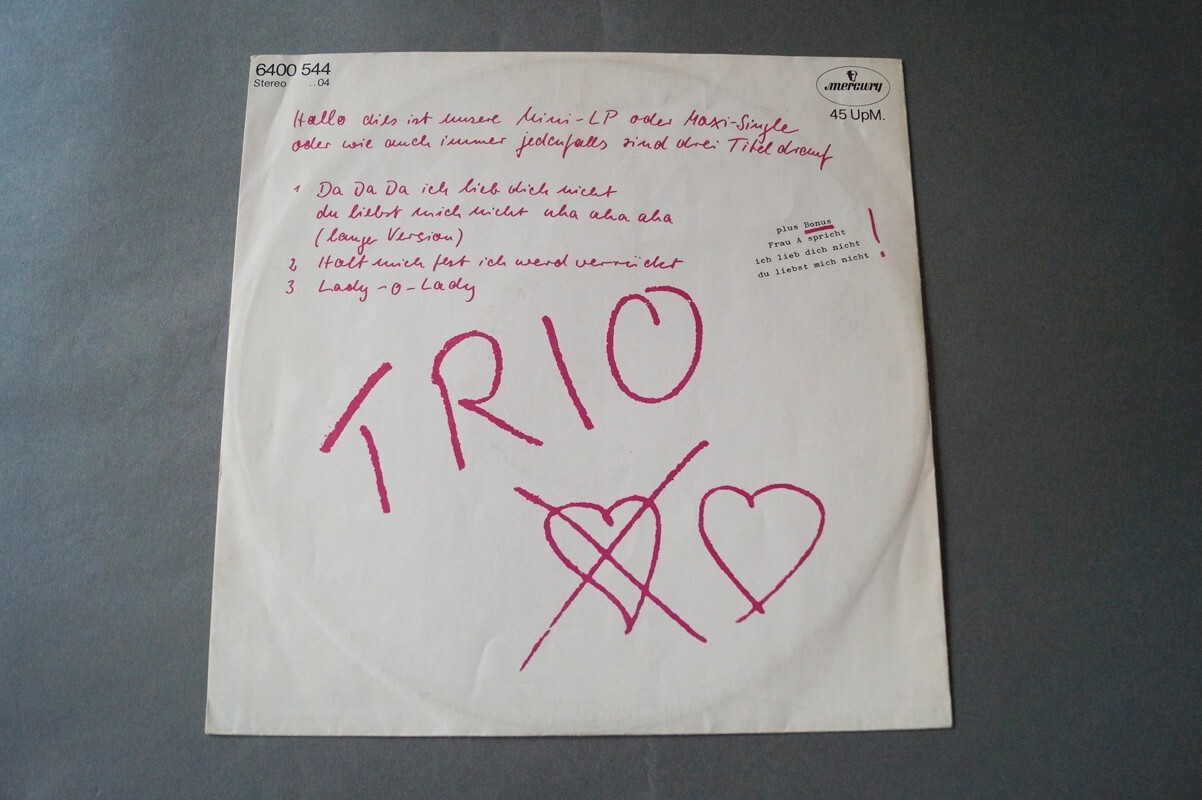 6400 544
Stereo ..04
mercury
45 UpM.
Hallo dies ist unsere Mini-LP oder Maxi-Single
oder wie auch immer jedenfalls sind drei Titel drauf
1 Da Da Da ich lieb dich nicht
du liebst mich nicht aha aha aha
(lange Version)
2 Halt mich fest ich werd verrückt
3 Lady-O-Lady
plus Bonus
Frau A spricht
ich lieb dich nicht
du liebst mich nicht !
TRIO